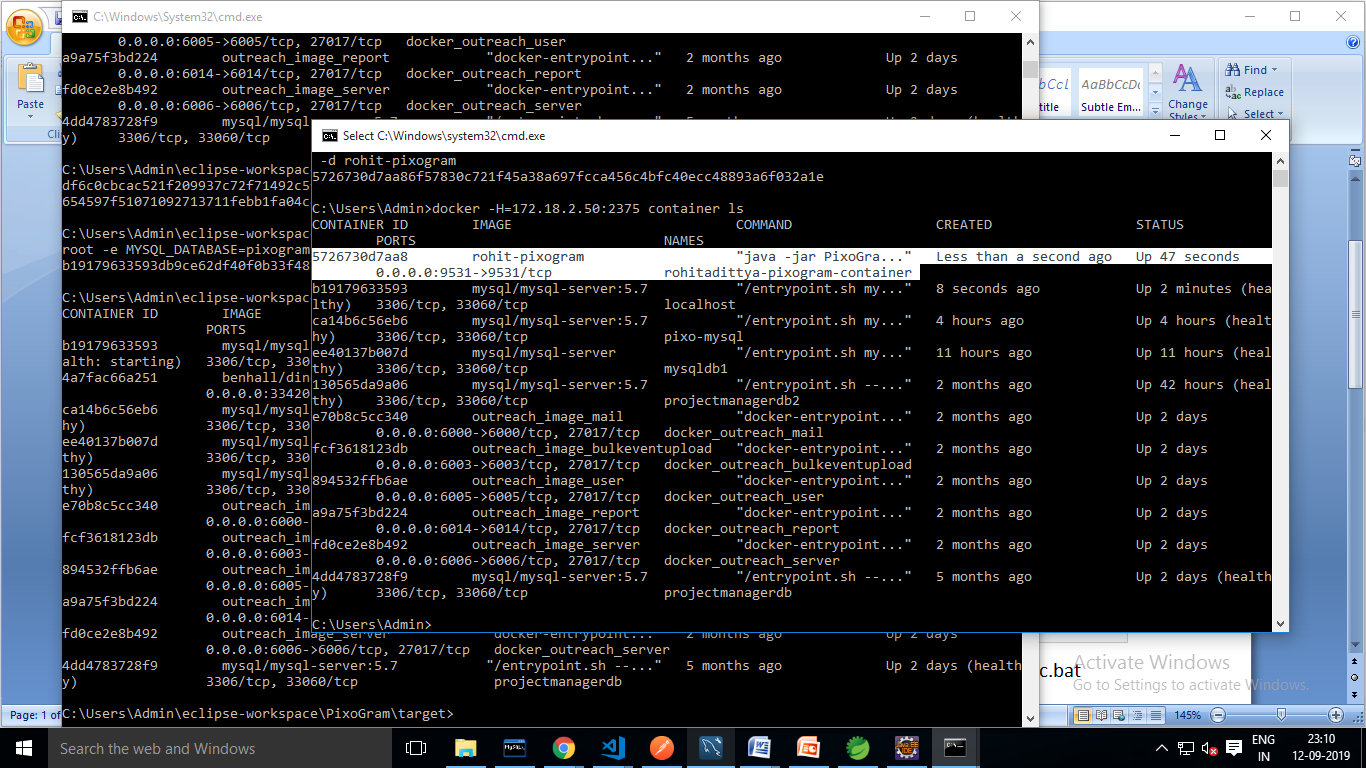 C:\Windows\System32\cmd.exe
0.0.0.0:6005->6005/tcp, 27017/tcp   docker_outreach_user
a9a75f3bd224        outreach_image_report            "docker-entrypoint..."   2 months ago             Up 2 days
0.0.0.0:6014->6014/tcp, 27017/tcp   docker_outreach_report
fd0ce2e8b492        outreach_image_server            "docker-entrypoint..."   2 months ago             Up 2 days
0.0.0.0:6006->6006/tcp, 27017/tcp   docker_outreach_server
4dd4783728f9        mysql/mysql
y)      3306/tcp, 33060/tcp
C:\Users\Admin\eclipse-workspac
df6c0cbcac521f209937c72f71492c5
654597f51071092713711febb1fa04c
C:\Users\Admin\eclipse-workspac
root -e MYSQL_DATABASE=pixogram
b19179633593db9ce62df40f0b33f48
C:\Users\Admin\eclipse-workspac
CONTAINER ID        IMAGE
PORTS
b19179633593        mysql/mysql
alth: starting)   3306/tcp, 330
4a7fac66a251        benhall/din
0.0.0.0:33420
ca14b6c56eb6        mysql/mysql
hy)               3306/tcp, 330
ee40137b007d        mysql/mysql
thy)              3306/tcp, 330
130565da9a06        mysql/mysql
thy)              3306/tcp, 330
e70b8c5cc340        outreach_im
0.0.0.0:6000-
fcf3618123db        outreach_im
0.0.0.0:6003-
894532ffb6ae        outreach_im
0.0.0.0:6005-
a9a75f3bd224        outreach_im
0.0.0.0:6014-
fd0ce2e8b492        outreach_image_server            "docker-entrypoint..."   2 months ago             Up 2 days
0.0.0.0:6006->6006/tcp, 27017/tcp   docker_outreach_server
4dd4783728f9        mysql/mysql-server:5.7           "/entrypoint.sh --..."   5 months ago             Up 2 days (health
y)                3306/tcp, 33060/tcp                 projectmanagerdb
C:\Users\Admin\eclipse-workspace\PixoGram\target>
Select C:\Windows\system32\cmd.exe
-d rohit-pixogram
5726730d7aa86f57830c721f45a38a697fcca456c4bfc40ecc48893a6f032a1e
C:\Users\Admin>docker -H=172.18.2.50:2375 container ls
CONTAINER ID        IMAGE                            COMMAND                  CREATED                  STATUS
PORTS                               NAMES
5726730d7aa8        rohit-pixogram                   "java -jar PixoGra..."   Less than a second ago   Up 47 seconds
0.0.0.0:9531->9531/tcp              rohitadittya-pixogram-container
b19179633593        mysql/mysql-server:5.7           "/entrypoint.sh my..."   8 seconds ago            Up 2 minutes (hea
lthy)   3306/tcp, 33060/tcp                 localhost
ca14b6c56eb6        mysql/mysql-server:5.7           "/entrypoint.sh my..."   4 hours ago              Up 4 hours (healt
hy)     3306/tcp, 33060/tcp                 pixo-mysql
ee40137b007d        mysql/mysql-server               "/entrypoint.sh my..."   11 hours ago             Up 11 hours (heal
thy)    3306/tcp, 33060/tcp                 mysqldb1
130565da9a06        mysql/mysql-server:5.7           "/entrypoint.sh --..."   2 months ago             Up 42 hours (heal
thy)    3306/tcp, 33060/tcp                 projectmanagerdb2
e70b8c5cc340        outreach_image_mail              "docker-entrypoint..."   2 months ago             Up 2 days
0.0.0.0:6000->6000/tcp, 27017/tcp   docker_outreach_mail
fcf3618123db        outreach_image_bulkeventupload   "docker-entrypoint..."   2 months ago             Up 2 days
0.0.0.0:6003->6003/tcp, 27017/tcp   docker_outreach_bulkeventupload
894532ffb6ae        outreach_image_user              "docker-entrypoint..."   2 months ago             Up 2 days
0.0.0.0:6005->6005/tcp, 27017/tcp   docker_outreach_user
a9a75f3bd224        outreach_image_report            "docker-entrypoint..."   2 months ago             Up 2 days
0.0.0.0:6014->6014/tcp, 27017/tcp   docker_outreach_report
fd0ce2e8b492        outreach_image_server            "docker-entrypoint..."   2 months ago             Up 2 days
0.0.0.0:6006->6006/tcp, 27017/tcp   docker_outreach_server
4dd4783728f9        mysql/mysql-server:5.7           "/entrypoint.sh --..."   5 months ago             Up 2 days (health
y)      3306/tcp, 33060/tcp                 projectmanagerdb
C:\Users\Admin>
Paste
Cli
AaBbCcDc
title
Subtle Em...
Change
Styles
Find
Replace
Select
c.bat
Activate Windows
Go to Settings to activate Windows.
Page: 1 of
145%
Search the web and Windows
ENG
IN
23:10
12-09-2019